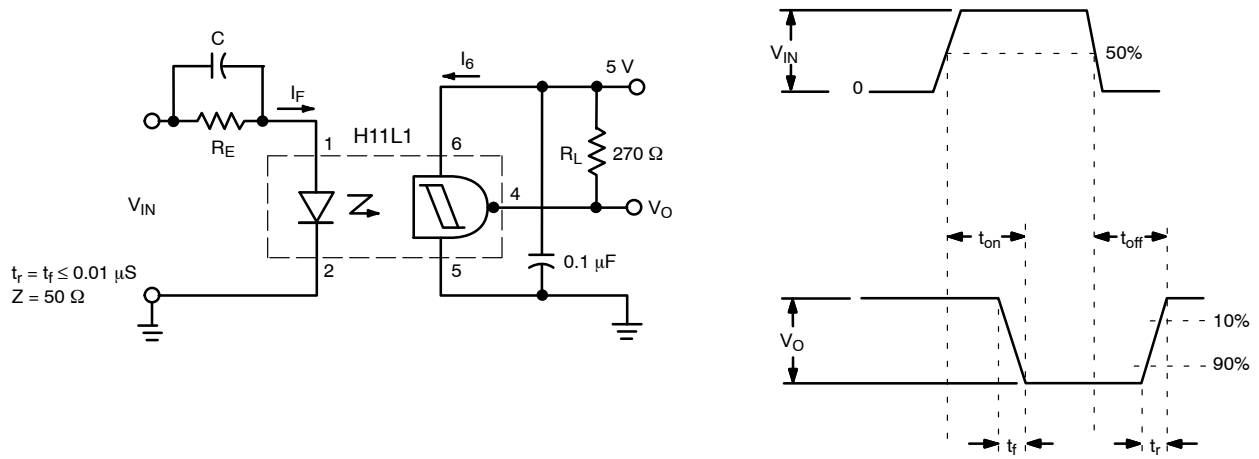 C
I₆
5 V
I_F
R_E
H11L1
1
6
R_L
270 Ω
4
V_IN
V_O
2
5
0.1 μF
t_r = t_f ≤ 0.01 μS
Z = 50 Ω
V_IN
50%
0
t_on
t_off
10%
V_O
90%
t_f
t_r